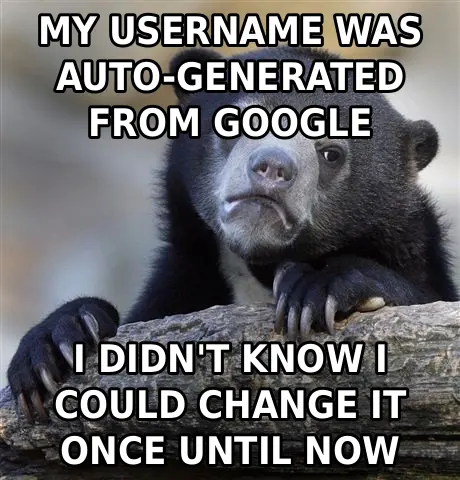 MY USERNAME WAS
AUTO-GENERATED
FROM GOOGLE
I DIDN'T KNOW I
COULD CHANGE IT
ONCE UNTIL NOW